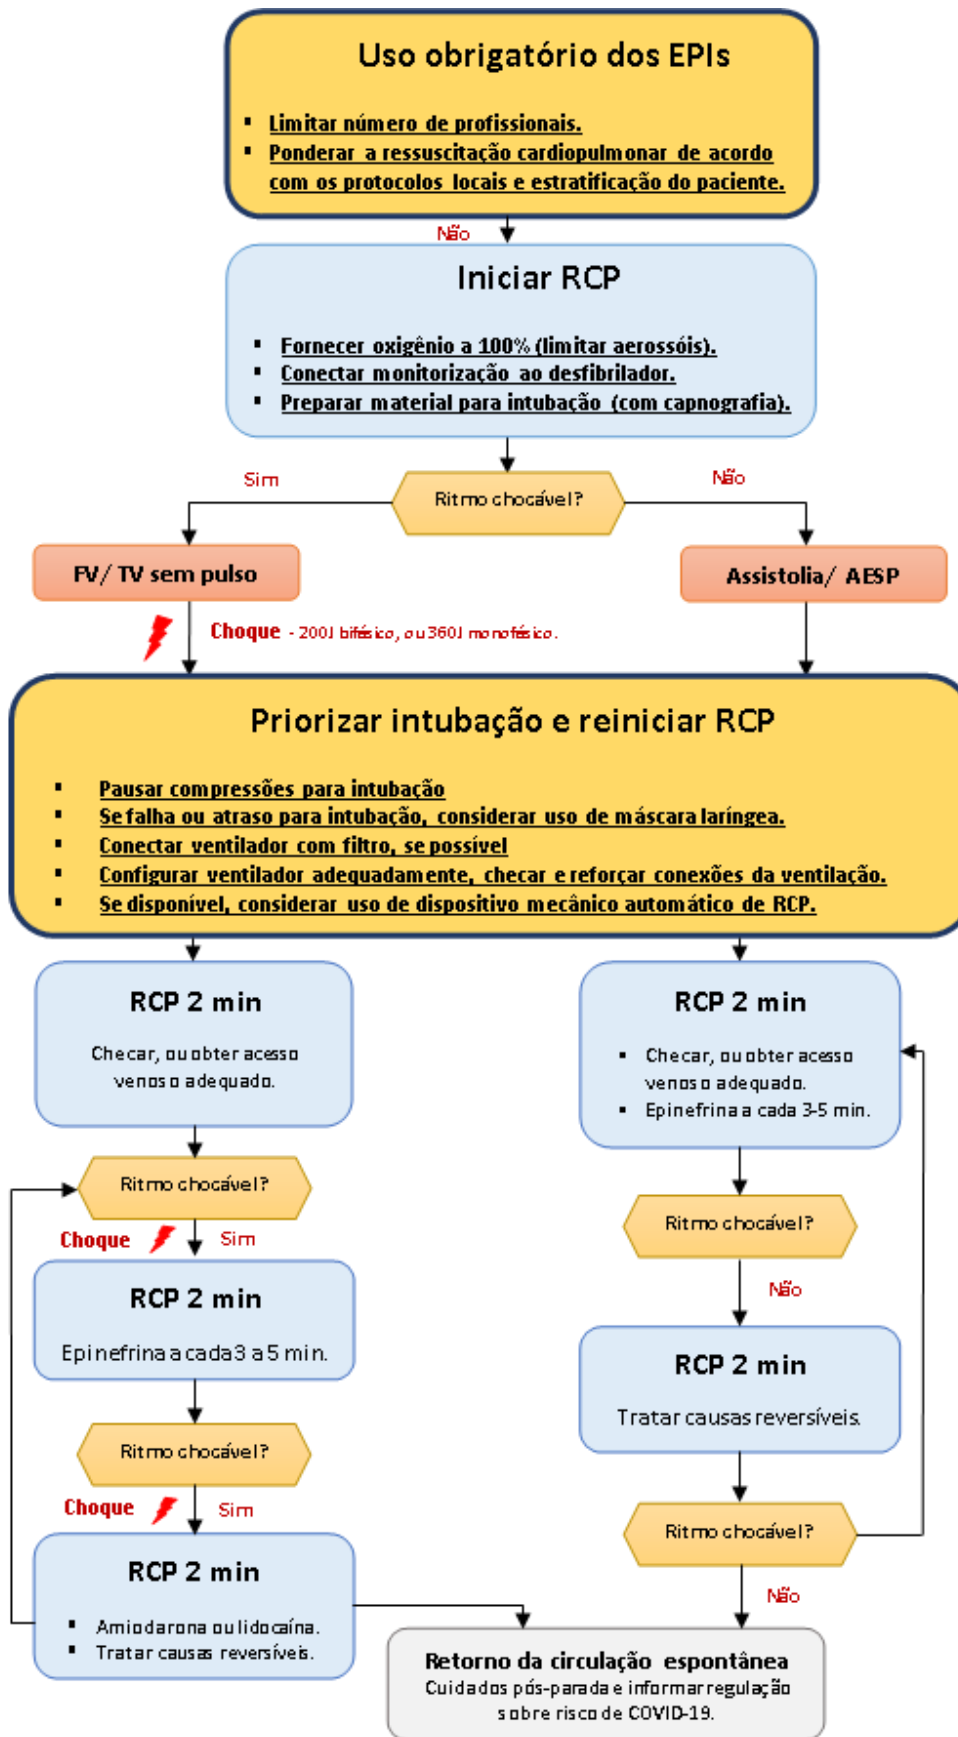 Uso obrigatório dos EPIs
▪ Limitar número de profissionais.
▪ Ponderar a ressuscitação cardiopulmonar de acordo
com os protocolos locais e estratificação do paciente.
Não
Iniciar RCP
▪ Fornecer oxigênio a 100% (limitar aerossóis).
▪ Conectar monitorização ao desfibrilador.
▪ Preparar material para intubação (com capnografia).
Sim
Ritmo chocável?
Não
FV/ TV sem pulso
Assistolia/ AESP
Choque - 200J bifásico, ou 360J monofásico.
Priorizar intubação e reiniciar RCP
▪ Pausar compressões para intubação
▪ Se falha ou atraso para intubação, considerar uso de máscara laríngea.
▪ Conectar ventilador com filtro, se possível
▪ Configurar ventilador adequadamente, checar e reforçar conexões da ventilação.
▪ Se disponível, considerar uso de dispositivo mecânico automático de RCP.
RCP 2 min
Checar, ou obter acesso
venoso adequado.
Ritmo chocável?
Choque
Sim
RCP 2 min
Epinefrina a cada 3 a 5 min.
Ritmo chocável?
Choque
Sim
RCP 2 min
▪ Amiodarona ou lidocaína.
▪ Tratar causas reversíveis.
RCP 2 min
▪ Checar, ou obter acesso
venoso adequado.
▪ Epinefrina a cada 3-5 min.
Ritmo chocável?
Não
RCP 2 min
Tratar causas reversíveis.
Ritmo chocável?
Não
Retorno da circulação espontânea
Cuidados pós-parada e informar regulação
sobre risco de COVID-19.